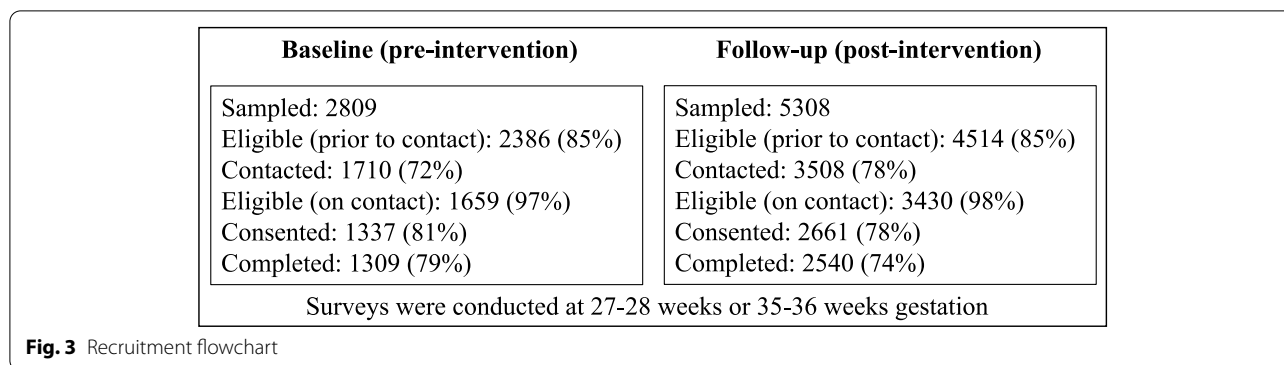 Baseline (pre-intervention)
Sampled: 2809
Eligible (prior to contact): 2386 (85%)
Contacted: 1710 (72%)
Eligible (on contact): 1659 (97%)
Consented: 1337 (81%)
Completed: 1309 (79%)
Follow-up (post-intervention)
Sampled: 5308
Eligible (prior to contact): 4514 (85%)
Contacted: 3508 (78%)
Eligible (on contact): 3430 (98%)
Consented: 2661 (78%)
Completed: 2540 (74%)
Surveys were conducted at 27-28 weeks or 35-36 weeks gestation
Fig. 3 Recruitment flowchart